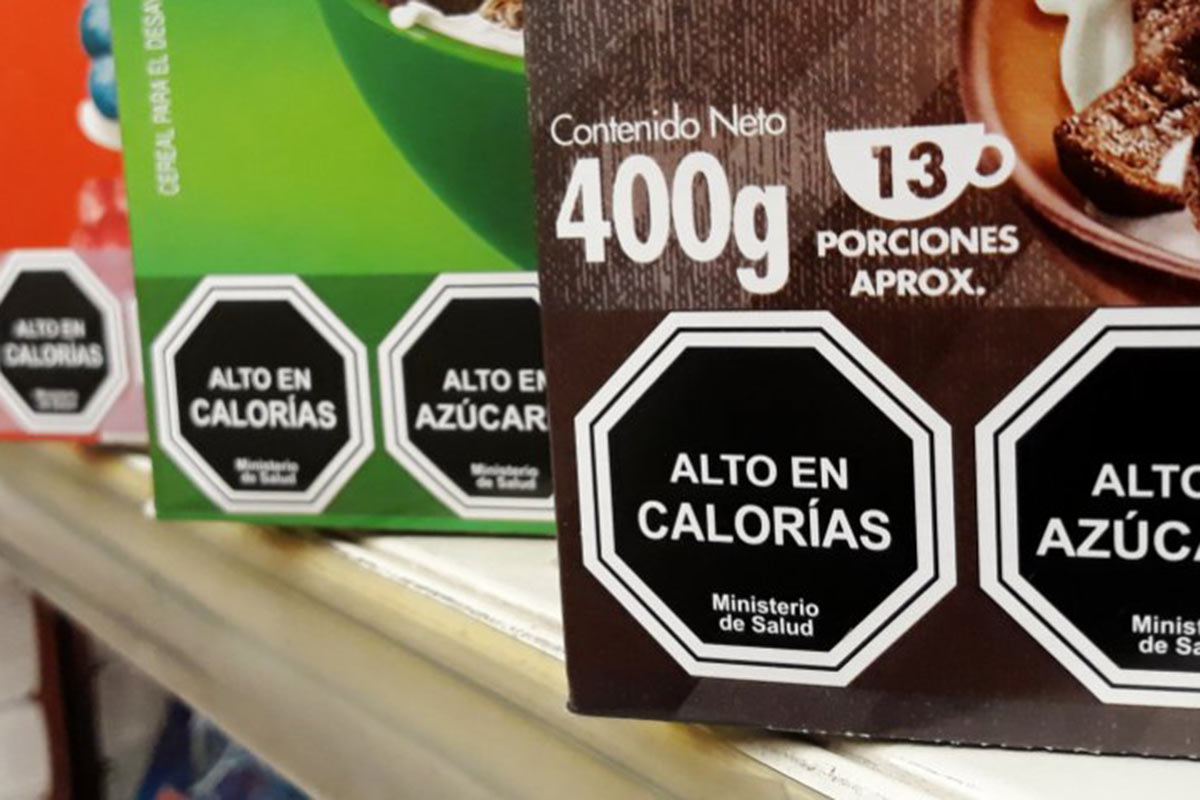 CEREAL PARA EL DESAY
Contenido Neto
400g
13
PORCIONES
APROX.
ALTO EN
CALORÍAS
ALTO EN
CALORÍAS
Ministerio
de Salud
ALTO EN
AZÚCAR
Ministerio
de Salud
ALTO EN
CALORÍAS
Ministerio
de Salud
ALTO
AZÚCA
Minist
de Sa